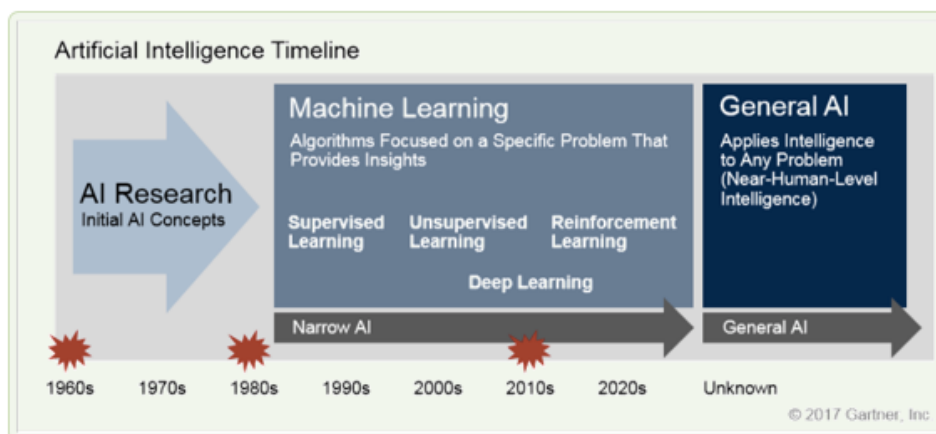 Artificial Intelligence Timeline
AI Research
Initial AI Concepts
Machine Learning
Algorithms Focused on a Specific Problem That
Provides Insights
Supervised
Learning
Unsupervised
Learning
Reinforcement
Learning
Deep Learning
Narrow AI
General AI
Applies Intelligence
to Any Problem
(Near-Human-Level
Intelligence)
General AI
1960s 1970s 1980s 1990s 2000s 2010s 2020s Unknown
© 2017 Gartner, Inc